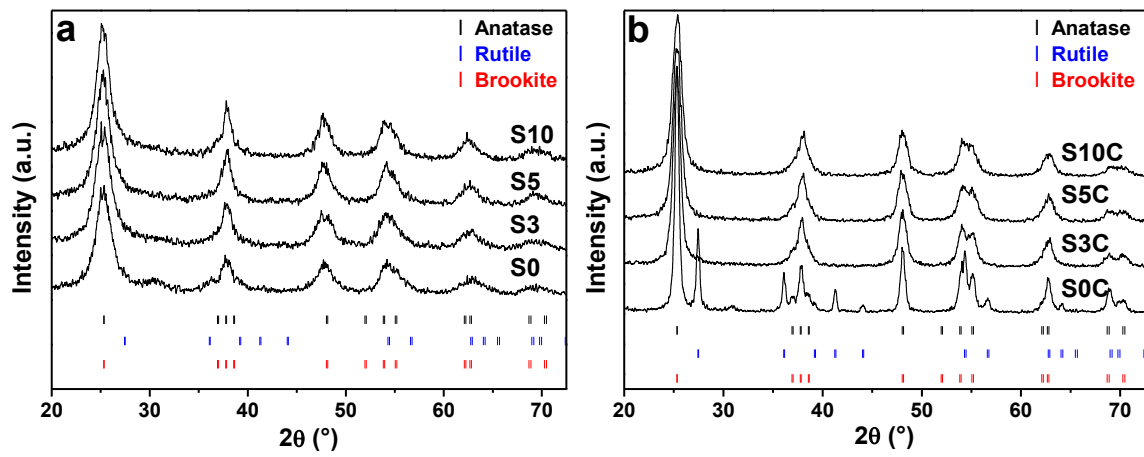 a
| Anatase
| Rutile
| Brookite
S10
S5
S3
S0
Intensity (a.u.)
20 30 40 50 60 70
2θ (°)
b
| Anatase
| Rutile
| Brookite
S10C
S5C
S3C
S0C
Intensity (a.u.)
20 30 40 50 60 70
2θ (°)